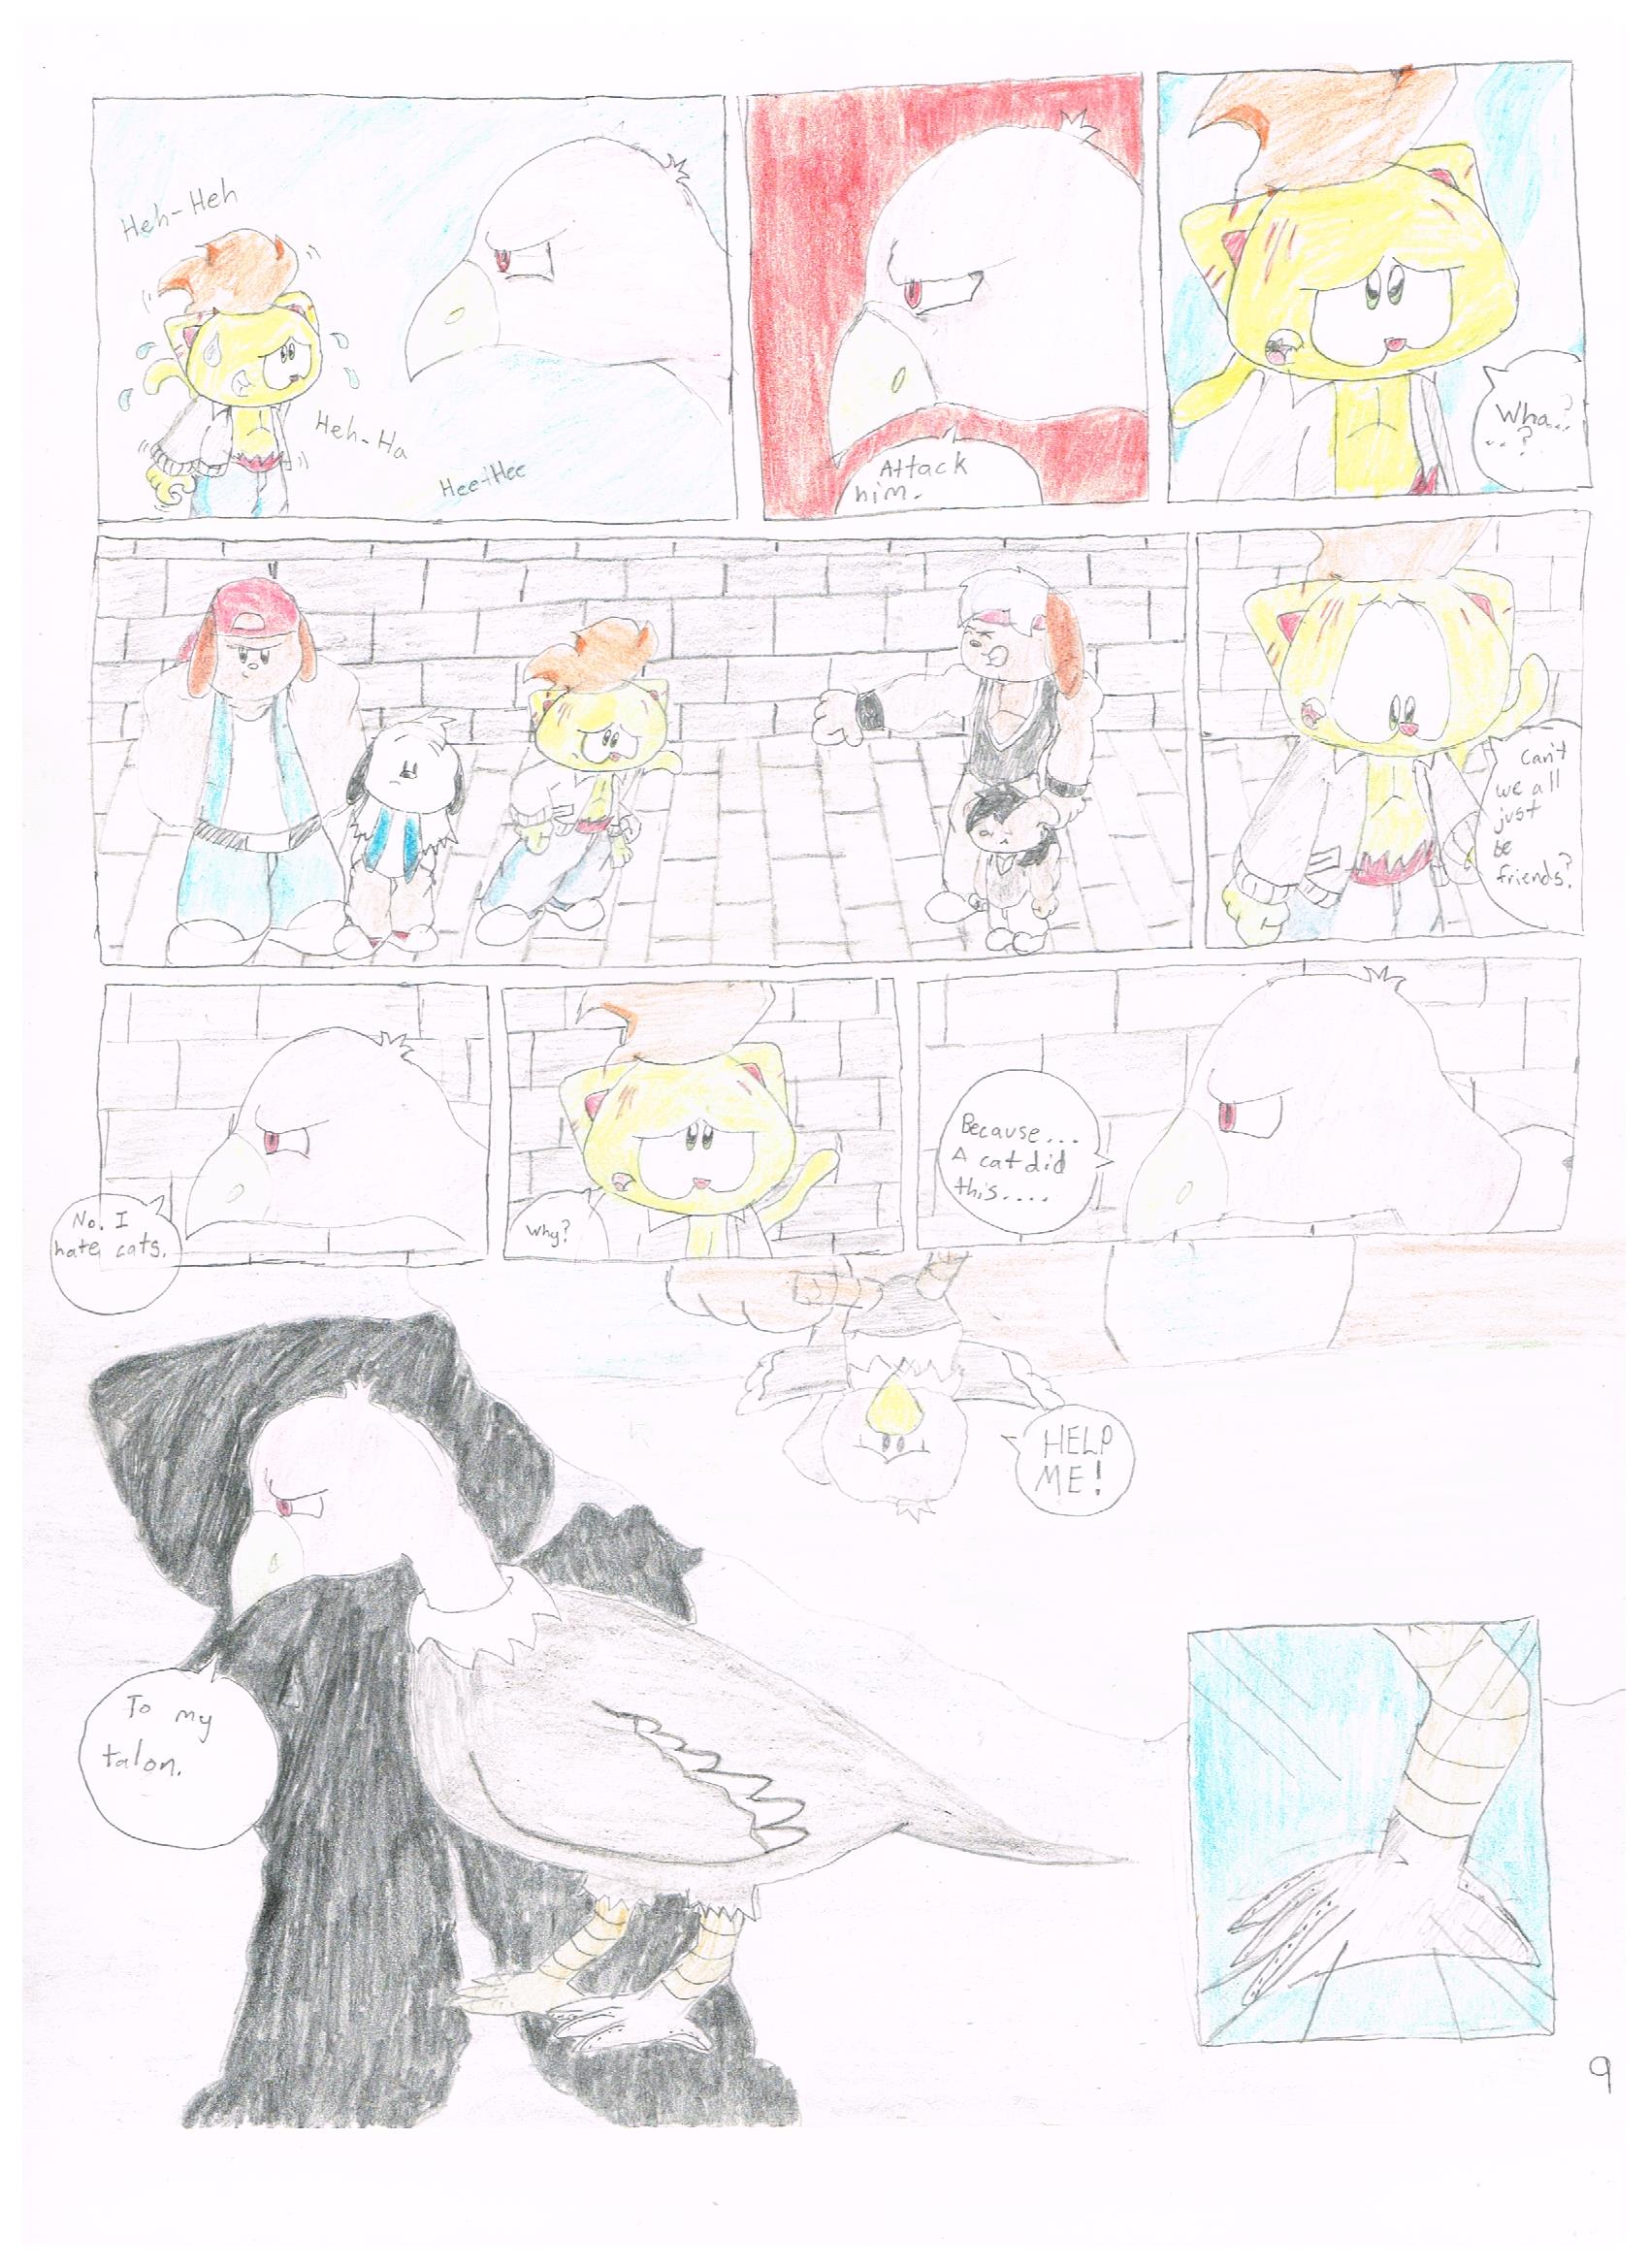 Heh-Heh
Heh-Ha
Hee-Hee
Attack
him.
Wha...?
...?
Can't
we all
just
be
friends?
No. I
hate cats.
Why?
Because...
A cat did
this....
HELP
ME!
To my
talon.
9